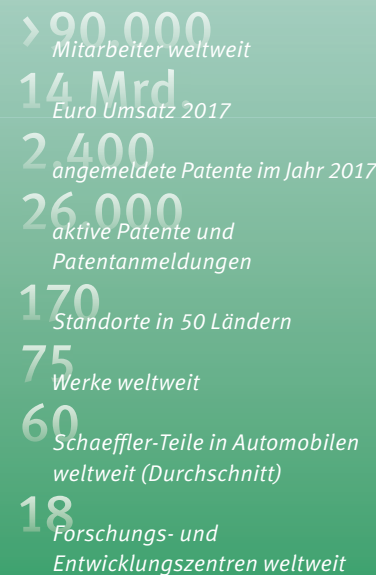 >90.000
Mitarbeiter weltweit
14 Mrd.
Euro Umsatz 2017
2.400
angemeldete Patente im Jahr 2017
26.000
aktive Patente und
Patentanmeldungen
170
Standorte in 50 Ländern
75
Werke weltweit
60
Schaeffler-Teile in Automobilen
weltweit (Durchschnitt)
18
Forschungs- und
Entwicklungszentren weltweit